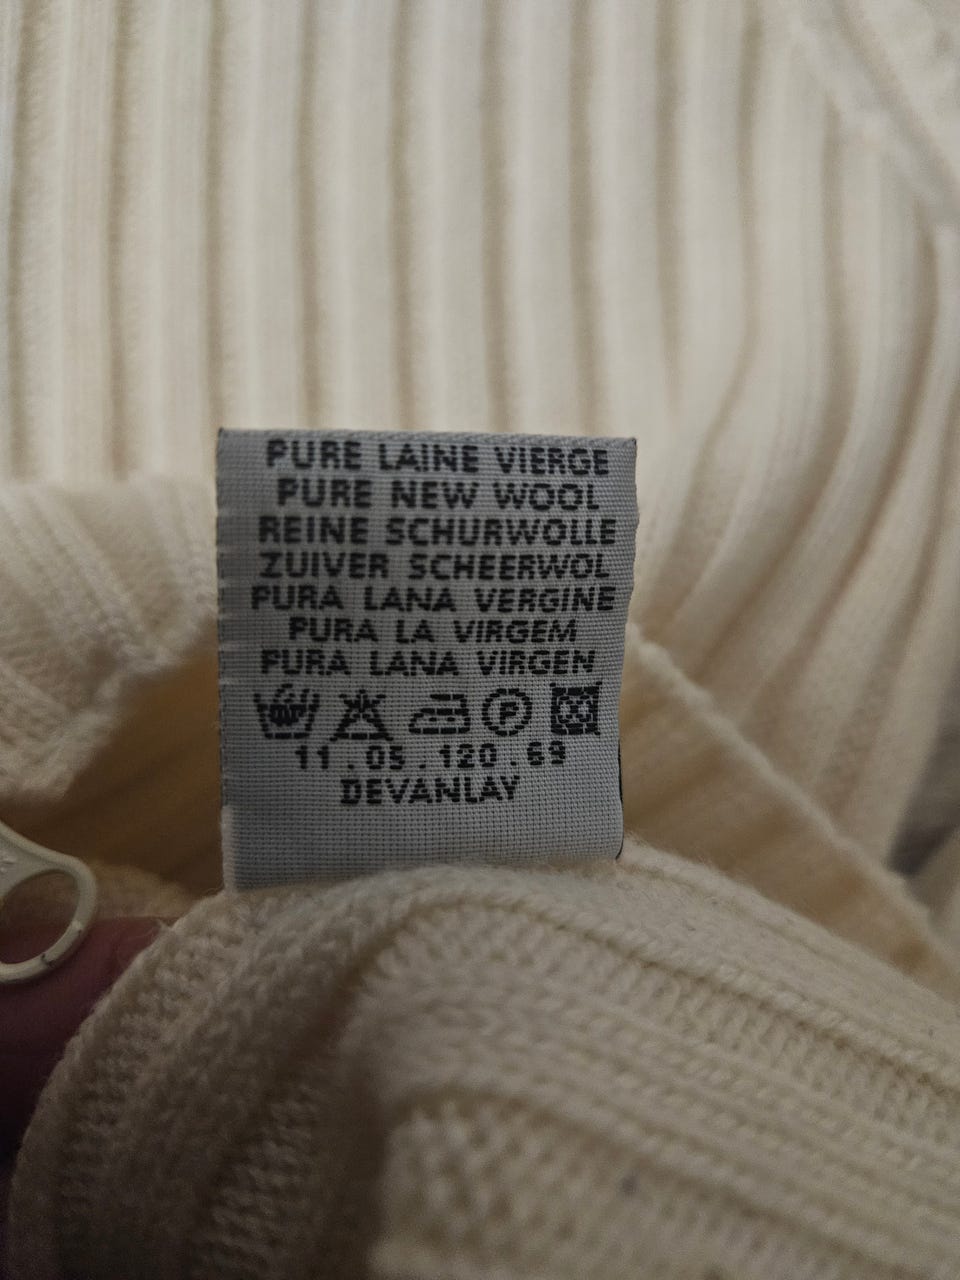 PURE LAINE VIERGE
PURE NEW WOOL
REINE SCHURWOLLE
ZUIVER SCHEERWOL
PURA LANA VERGINE
PURA LA VIRGEM
PURA LANA VIRGEN
P
11 . 05 . 120 . 69
DEVANLAY